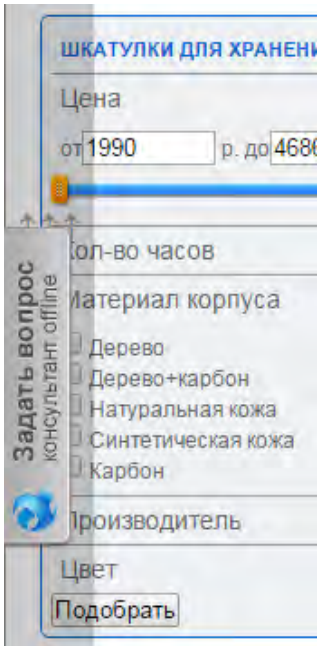 ШКАТУЛКИ ДЛЯ ХРАНЕНИ
Цена
от 1990 р. до 4686
Кол-во часов
Материал корпуса
Дерево
Дерево+карбон
Натуральная кожа
Синтетическая кожа
Карбон
Производитель
Цвет
Подобрать
Задать вопрос
консультант offline